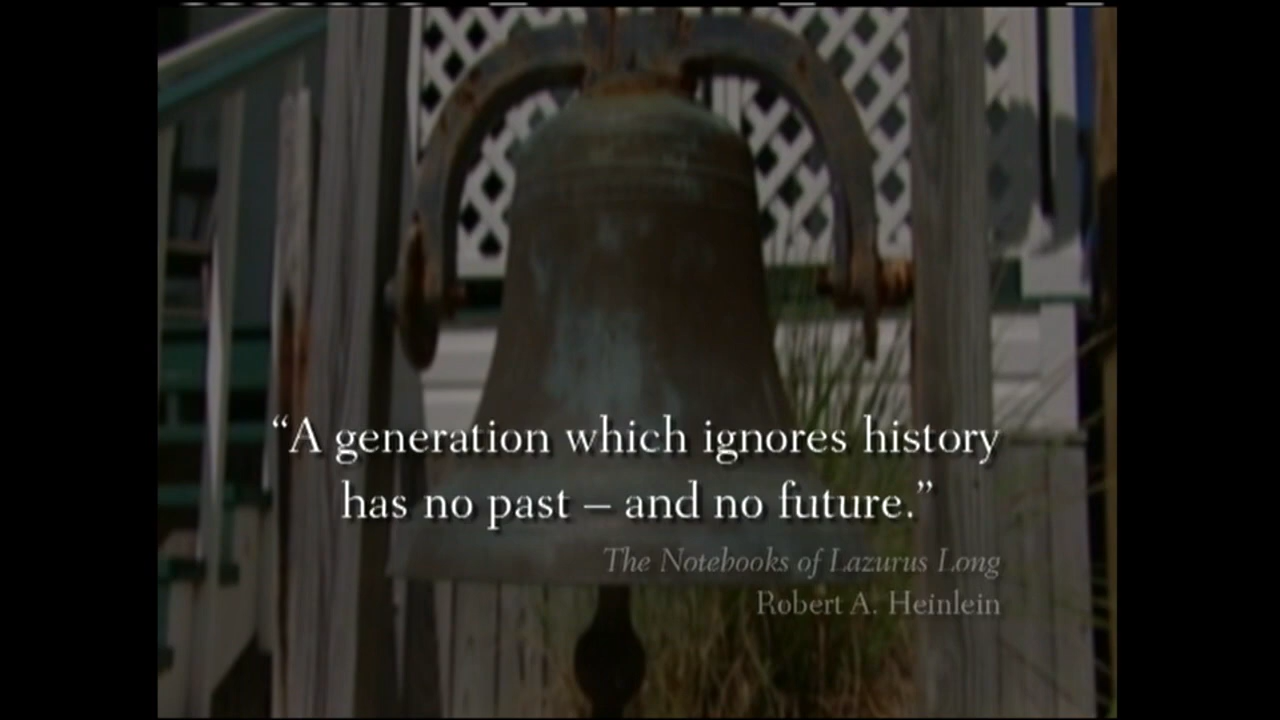 “A generation which ignores history
has no past – and no future.”
The Notebooks of Lazurus Long
Robert A. Heinlein